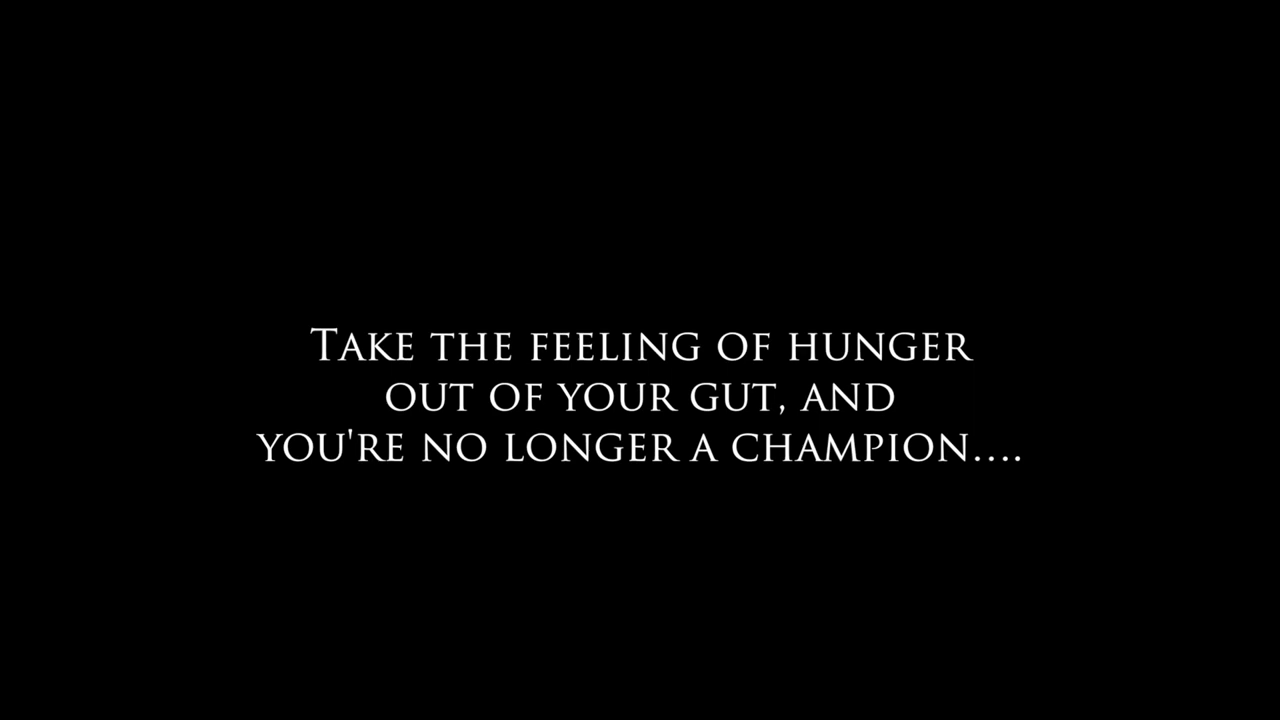 Take the feeling of hunger
out of your gut, and
you're no longer a champion....